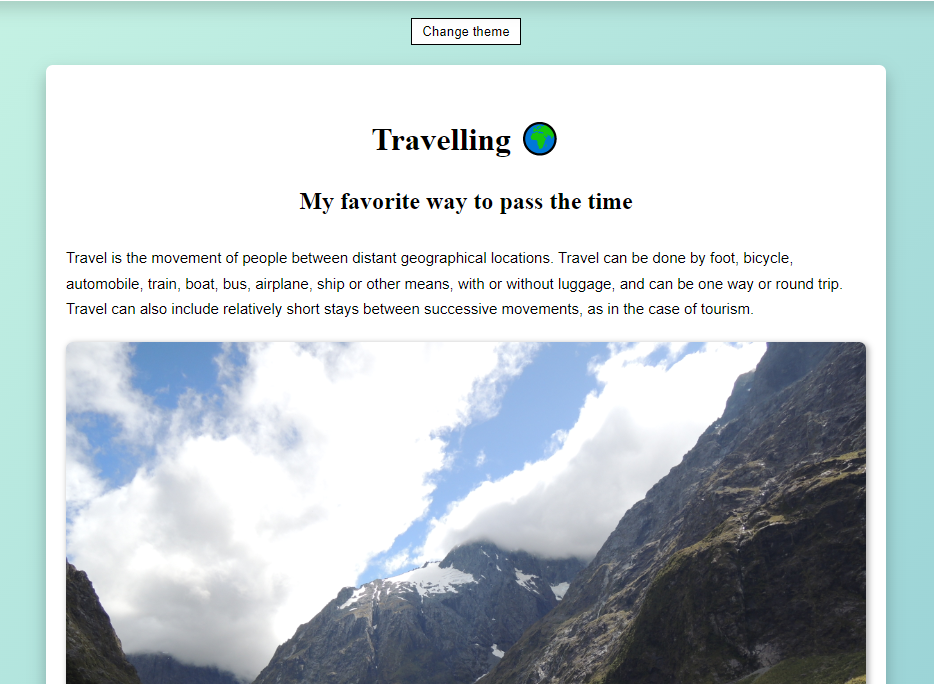 Change theme
Travelling 🌍
My favorite way to pass the time
Travel is the movement of people between distant geographical locations. Travel can be done by foot, bicycle,
automobile, train, boat, bus, airplane, ship or other means, with or without luggage, and can be one way or round trip.
Travel can also include relatively short stays between successive movements, as in the case of tourism.